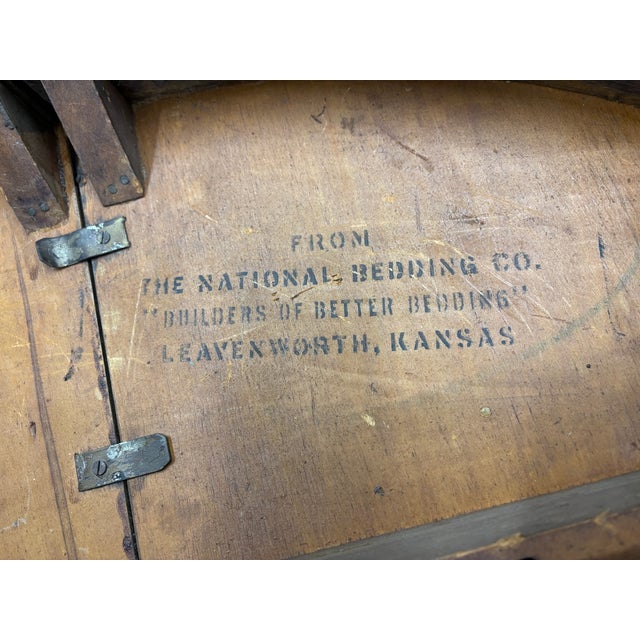 FROM
THE NATIONAL BEDDING CO.
"BUILDERS OF BETTER BEDDING"
LEAVENWORTH, KANSAS